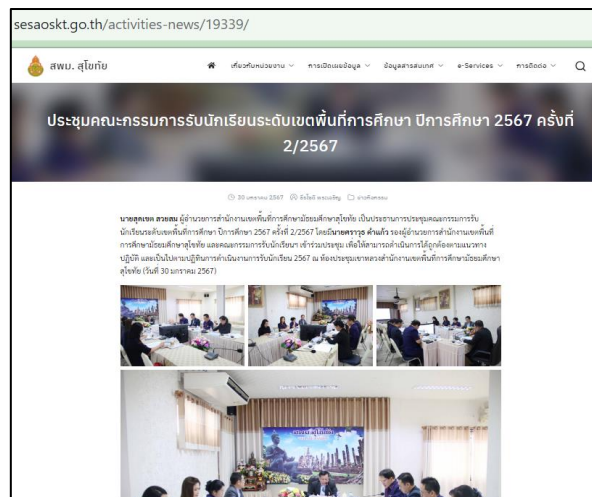 sesaoskt.go.th/activities-news/19339/
สพม. สุโขทัย
เกี่ยวกับหน่วยงาน การเปิดเผยข้อมูล ข้อมูลสารสนเทศ e-Services การติดต่อ
ประชุมคณะกรรมการรับนักเรียนระดับเขตพื้นที่การศึกษา ปีการศึกษา 2567 ครั้งที่
2/2567
30 มกราคม 2567 ข่าวกิจกรรม
นายสุดเขต สวยสม ผู้อำนวยการสำนักงานเขตพื้นที่การศึกษามัธยมศึกษาสุโขทัย เป็นประธานการประชุมคณะกรรมการรับ
นักเรียนระดับเขตพื้นที่การศึกษา ปีการศึกษา 2567 ครั้งที่ 2/2567 โดยมีนายศราวุธ คำแก้ว รองผู้อำนวยการสำนักงานเขตพื้นที่
การศึกษามัธยมศึกษาสุโขทัย และคณะกรรมการรับนักเรียนฯ เข้าร่วมประชุม เพื่อให้สามารถดำเนินการได้ถูกต้องตามแนวทาง
ปฏิบัติ และเป็นไปตามปฏิทินการดำเนินงานการรับนักเรียน 2567 ณ ห้องประชุมเขาหลวงสำนักงานเขตพื้นที่การศึกษามัธยมศึกษา
สุโขทัย (วันที่ 30 มกราคม 2567)
สพม.สุโขทัย